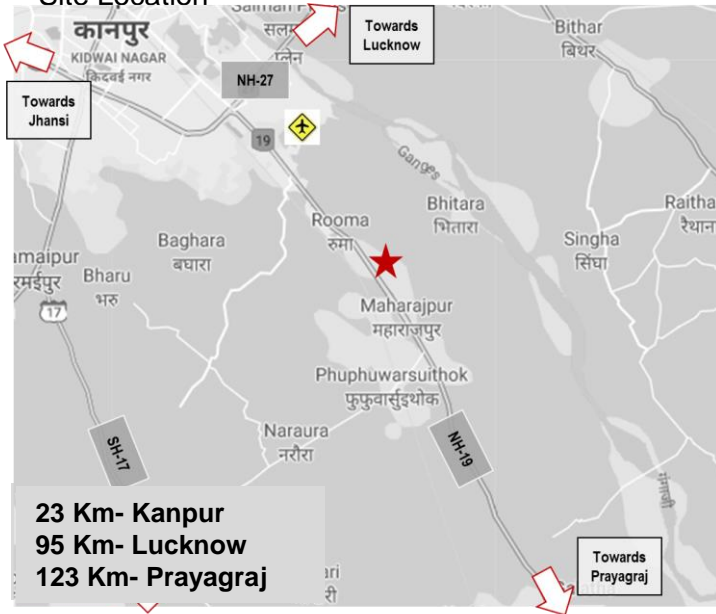 Site Location
कानपुर
KIDWAI NAGAR
किदवई नगर
Towards
Lucknow
Towards
Jhansi
NH-27
19
Bithar
बिथर
Ganges
Rooma
रुमा
Bhitara
भितारा
Raitha
रैथान
Baghara
बघारा
Singha
सिंघा
amaipur
रमईपुर
Bharu
भरु
17
Maharajpur
महाराजपुर
Phuphuwarsuithok
फुफुवार्सुइथोक
Naraura
नरौरा
SH-17
NH-19
गंगाजी
23 Km- Kanpur
95 Km- Lucknow
123 Km- Prayagraj
Towards
Prayagraj